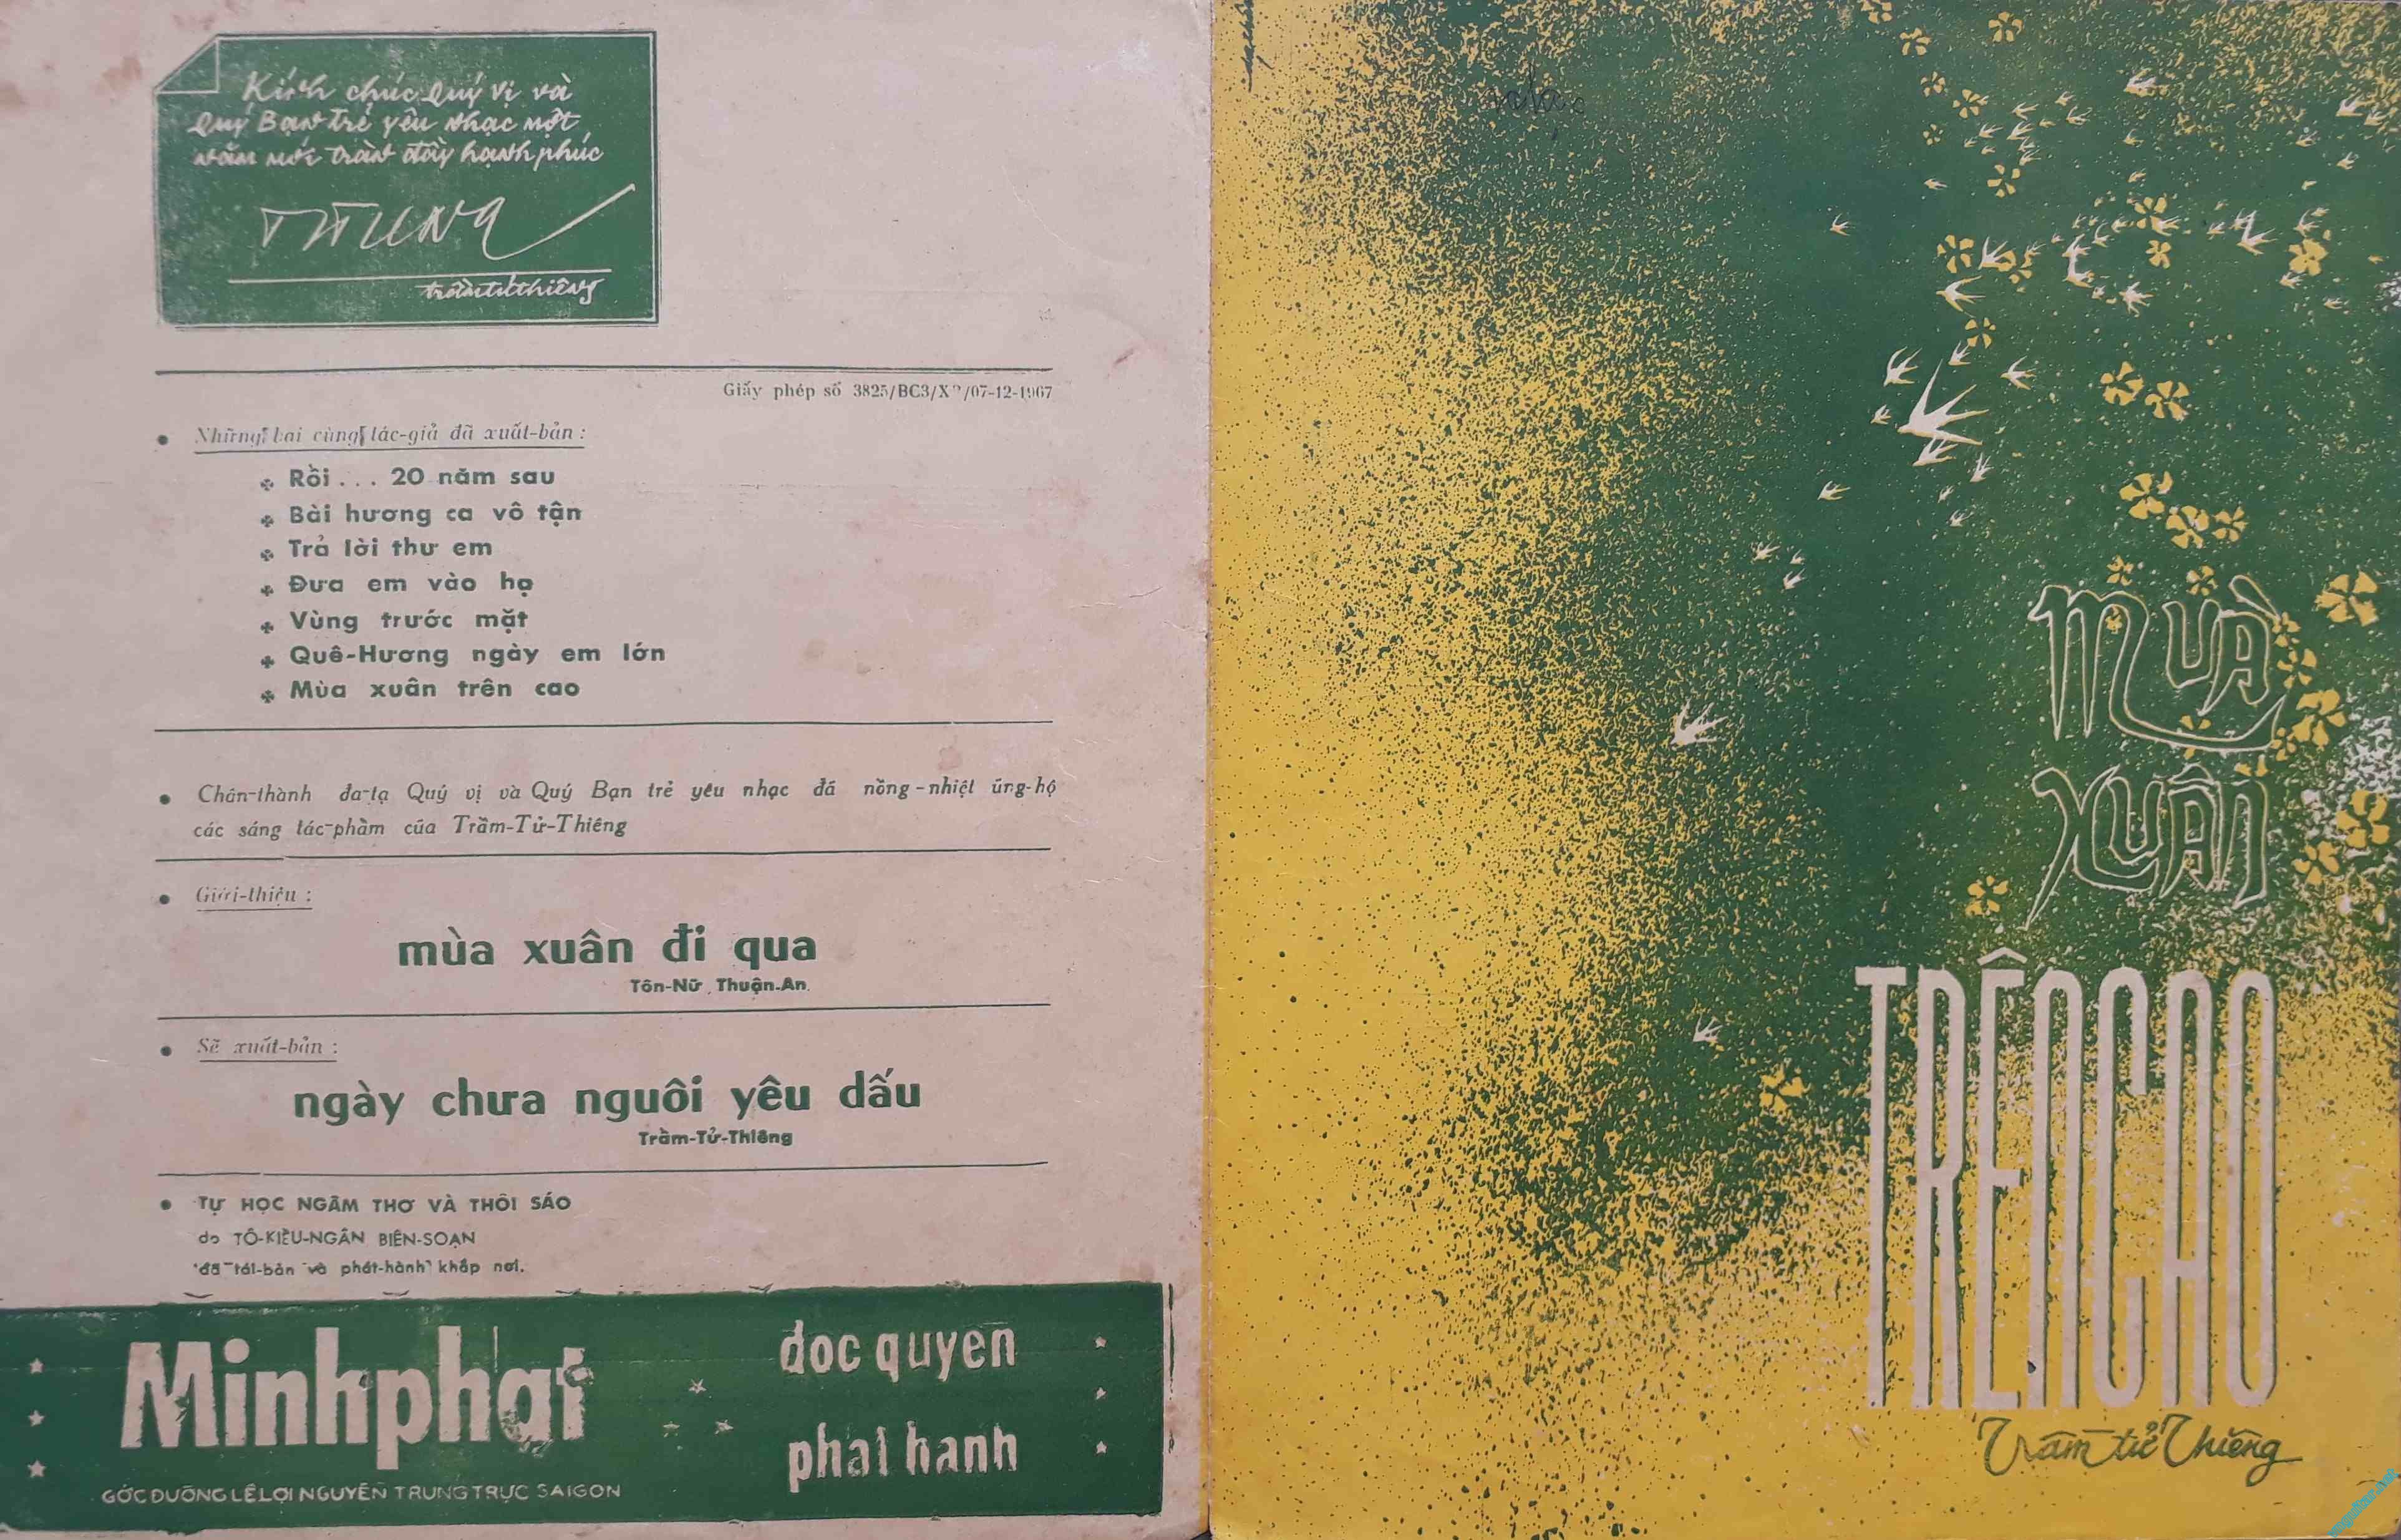 Kính chúc Quý vị và
Quý Bạn trẻ yêu nhạc một
năm mới tràn đầy hạnh phúc
trầm tử thiêng
Giấy phép số 3825/BC3/X /07-12-1967
Những bai cùng tác-giả đã xuất-bản :
Rồi . . . 20 năm sau
Bài hương ca vô tận
Trả lời thư em
Đưa em vào hạ
Vùng trước mặt
Quê-Hương ngày em lớn
Mùa xuân trên cao
Chân-thành đa-tạ Quý vị và Quý Bạn trẻ yêu nhạc đã nồng-nhiệt ủng-hộ
các sáng tác-phẩm của Trầm-Tử-Thiêng
Giới-thiệu :
mùa xuân đi qua
Tôn-Nữ Thuận-An
Sẽ xuất-bản :
ngày chưa nguôi yêu dấu
Trầm-Tử-Thiêng
TỰ HỌC NGÂM THƠ VÀ THỔI SÁO
do TÔ-KIỀU-NGÂN BIÊN-SOẠN
đã tái-bản và phát-hành khắp nơi.
Minhphat
GÓC ĐƯỜNG LÊ LỢI NGUYỄN TRUNG TRỰC SAIGON
doc quyen
phat hanh
MÙA
XUÂN
TRÊN CAO
Trầm tử Thiêng